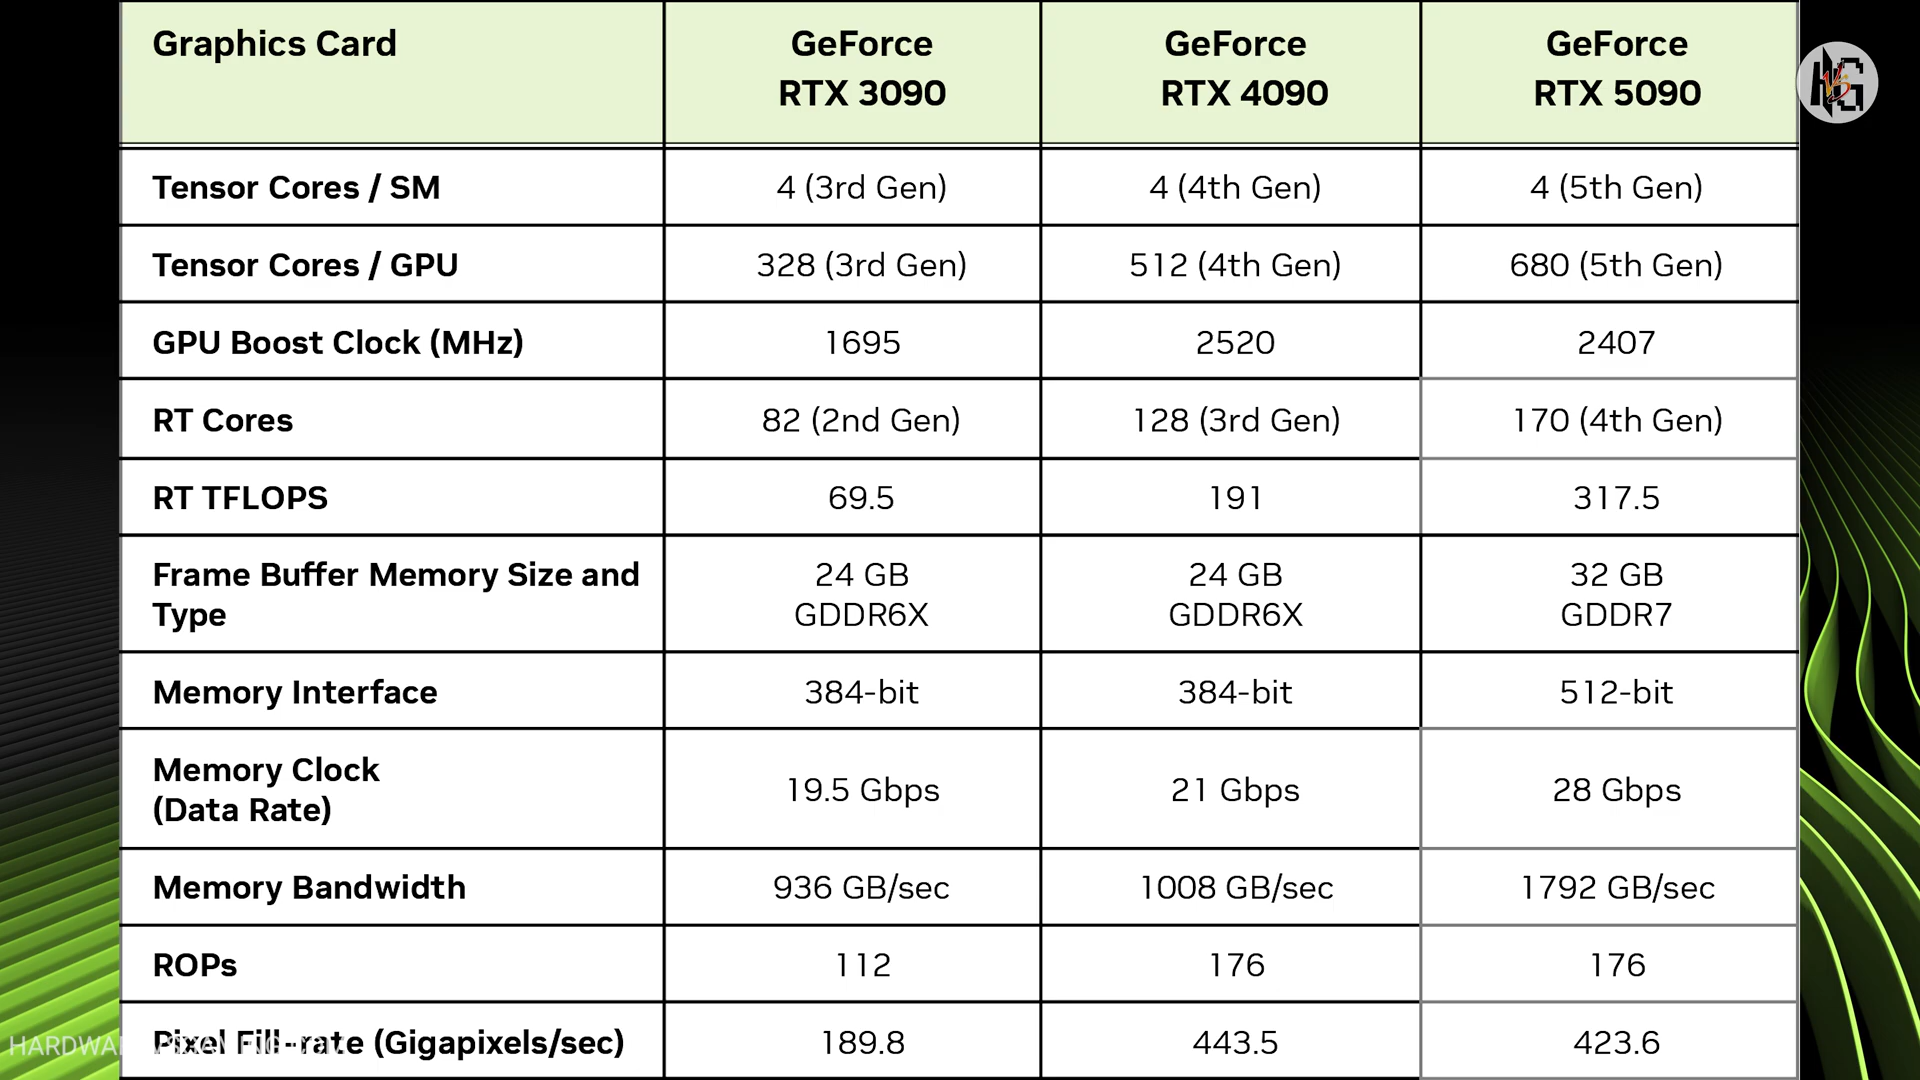 Graphics Card
GeForce
RTX 3090
GeForce
RTX 4090
GeForce
RTX 5090
Tensor Cores / SM
4 (3rd Gen)
4 (4th Gen)
4 (5th Gen)
Tensor Cores / GPU
328 (3rd Gen)
512 (4th Gen)
680 (5th Gen)
GPU Boost Clock (MHz)
1695
2520
2407
RT Cores
82 (2nd Gen)
128 (3rd Gen)
170 (4th Gen)
RT TFLOPS
69.5
191
317.5
Frame Buffer Memory Size and
Type
24 GB
GDDR6X
24 GB
GDDR6X
32 GB
GDDR7
Memory Interface
384-bit
384-bit
512-bit
Memory Clock
(Data Rate)
19.5 Gbps
21 Gbps
28 Gbps
Memory Bandwidth
936 GB/sec
1008 GB/sec
1792 GB/sec
ROPs
112
176
176
Pixel Fill-rate (Gigapixels/sec)
189.8
443.5
423.6